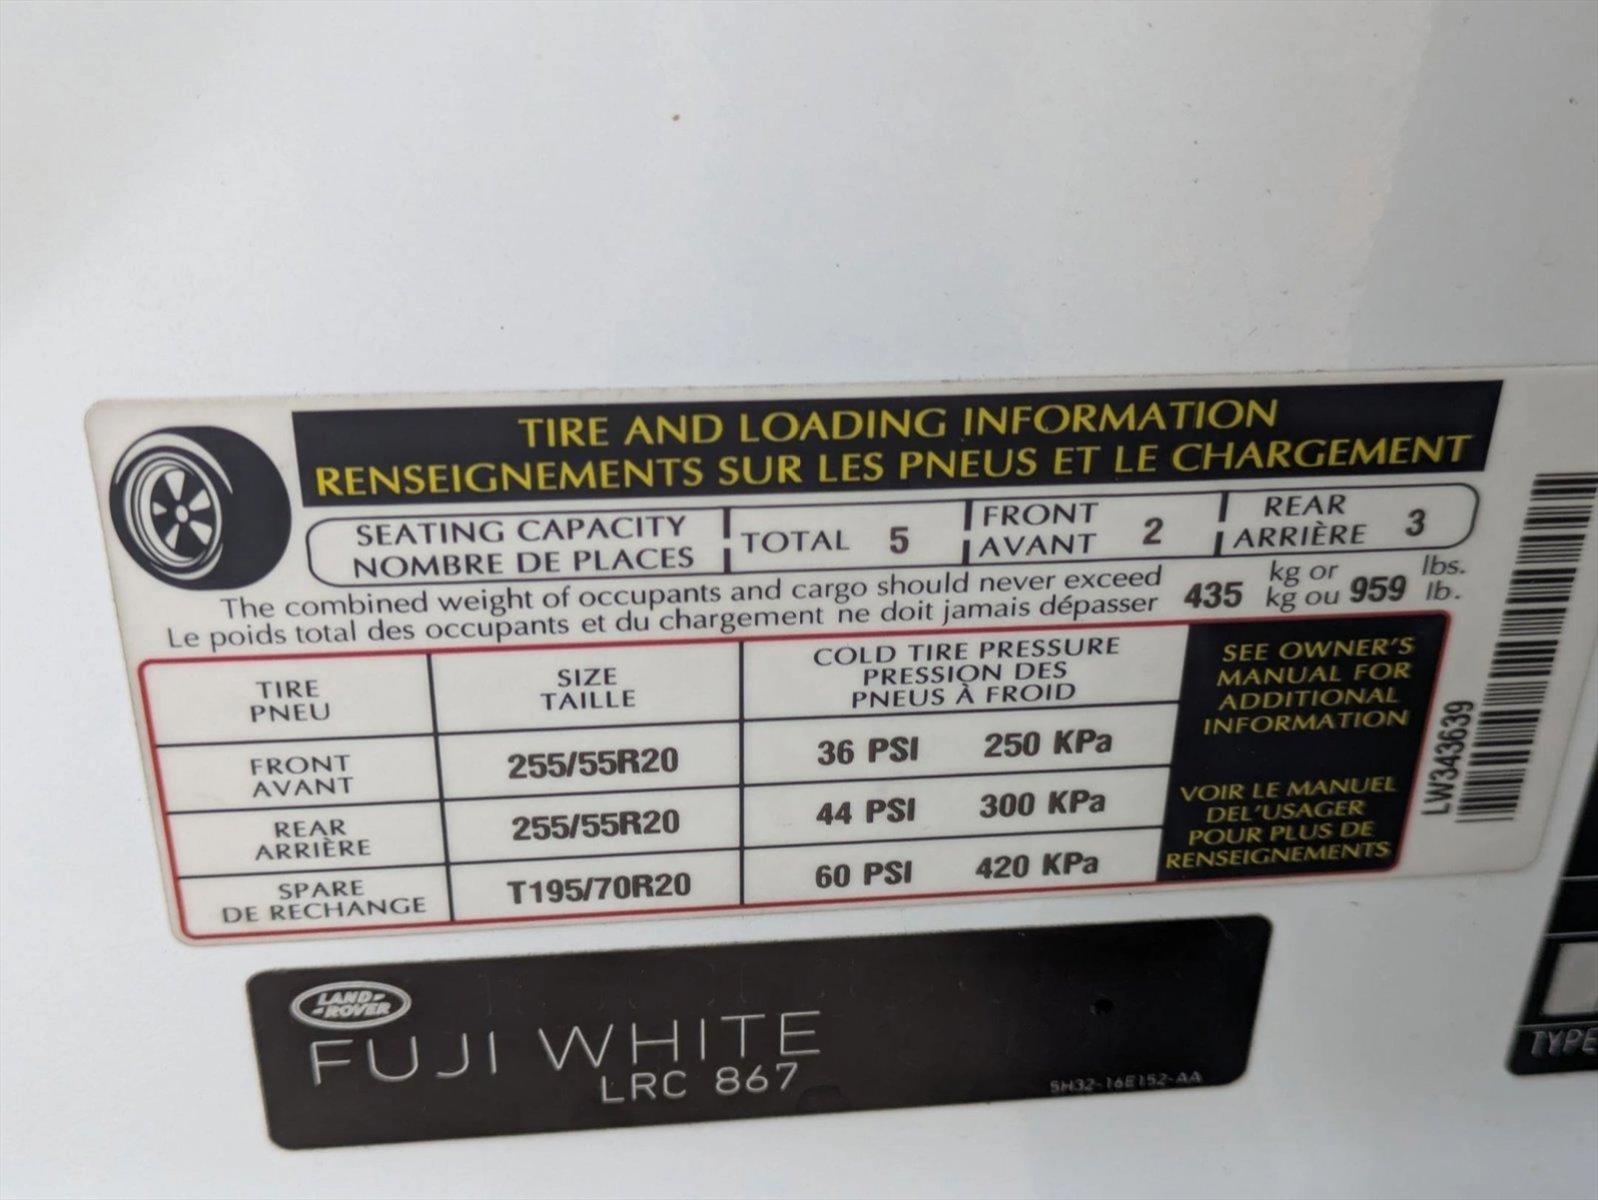 TIRE AND LOADING INFORMATION
RENSEIGNEMENTS SUR LES PNEUS ET LE CHARGEMENT
SEATING CAPACITY
NOMBRE DE PLACES
TOTAL 5
FRONT
AVANT
2
REAR
ARRIÈRE
3
The combined weight of occupants and cargo should never exceed
Le poids total des occupants et du chargement ne doit jamais dépasser
435
kg or
kg ou
959
lbs.
lb.
TIRE
PNEU
SIZE
TAILLE
COLD TIRE PRESSURE
PRESSION DES
PNEUS À FROID
FRONT
AVANT
255/55R20
36 PSI 250 KPa
REAR
ARRIÈRE
255/55R20
44 PSI 300 KPa
SPARE
DE RECHANGE
T195/70R20
60 PSI 420 KPa
SEE OWNER'S
MANUAL FOR
ADDITIONAL
INFORMATION
VOIR LE MANUEL
DEL'USAGER
POUR PLUS DE
RENSEIGNEMENTS
LW343639
LAND-
-ROVER
FUJI WHITE
LRC 867
5H32-16E152-AA
TYPE